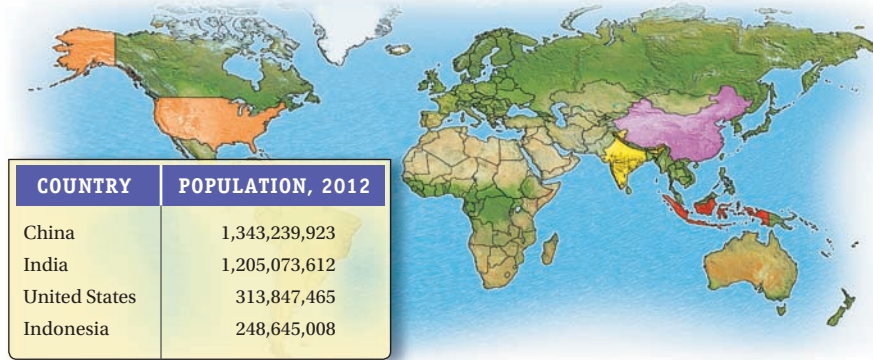 COUNTRY POPULATION, 2012
China 1,343,239,923
India 1,205,073,612
United States 313,847,465
Indonesia 248,645,008